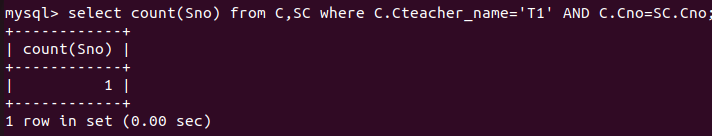 mysql> select count(Sno) from C,SC where C.Cteacher_name='T1' AND C.Cno=SC.Cno;
+------------+
| count(Sno) |
+------------+
|          1 |
+------------+
1 row in set (0.00 sec)